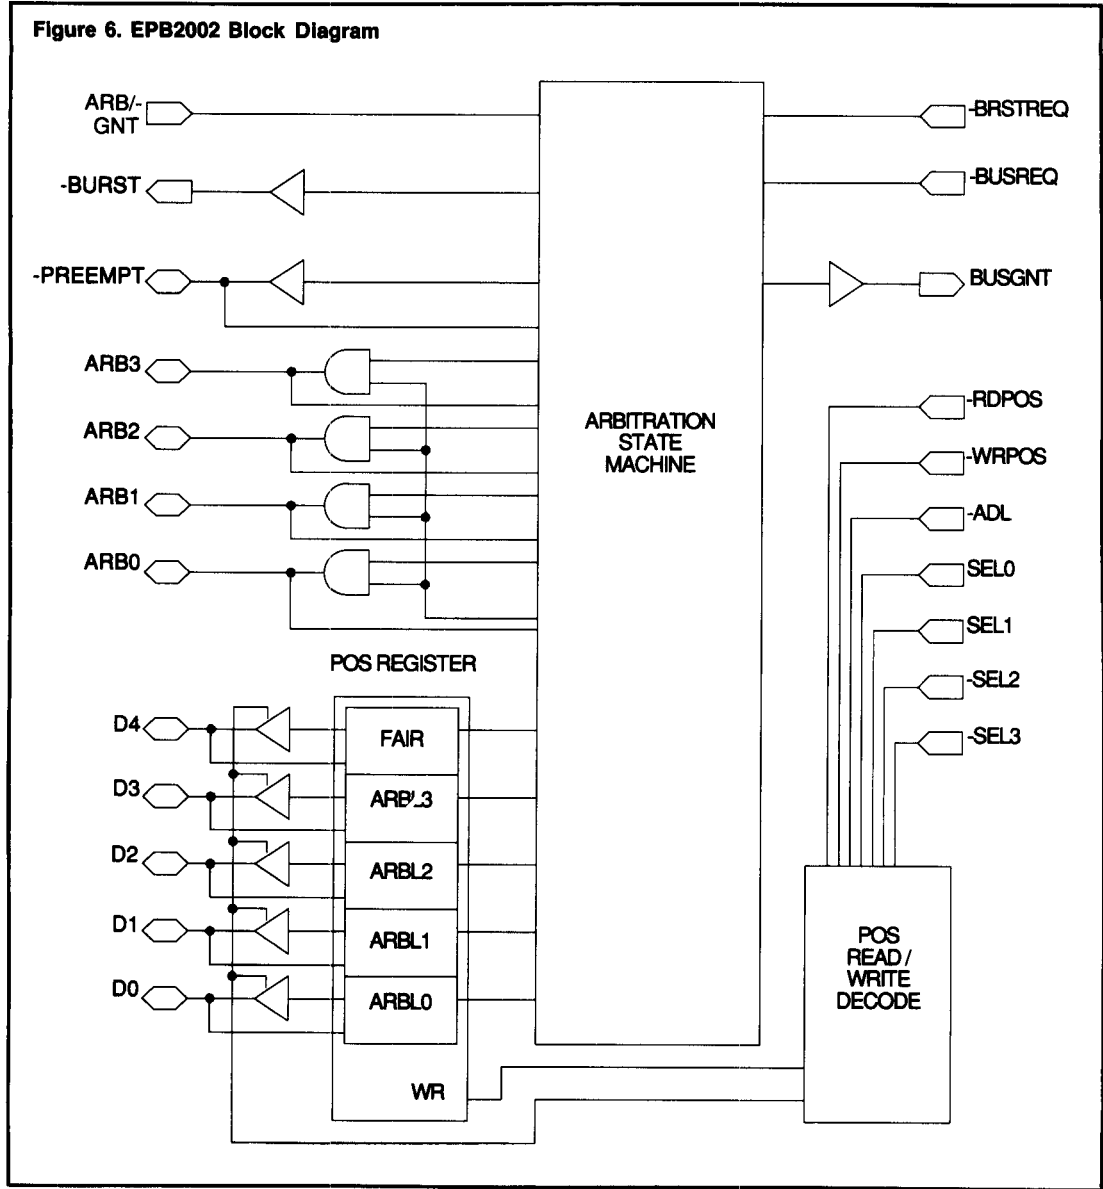 Figure 6. EPB2002 Block Diagram
ARB/-
GNT
-BURST
-PREEMPT
ARB3
ARB2
ARB1
ARB0
-BRSTREQ
-BUSREQ
BUSGNT
ARBITRATION
STATE
MACHINE
-RDPOS
-WRPOS
-ADL
SEL0
SEL1
-SEL2
-SEL3
POS REGISTER
D4
D3
D2
D1
D0
FAIR
ARBL3
ARBL2
ARBL1
ARBL0
WR
POS
READ /
WRITE
DECODE